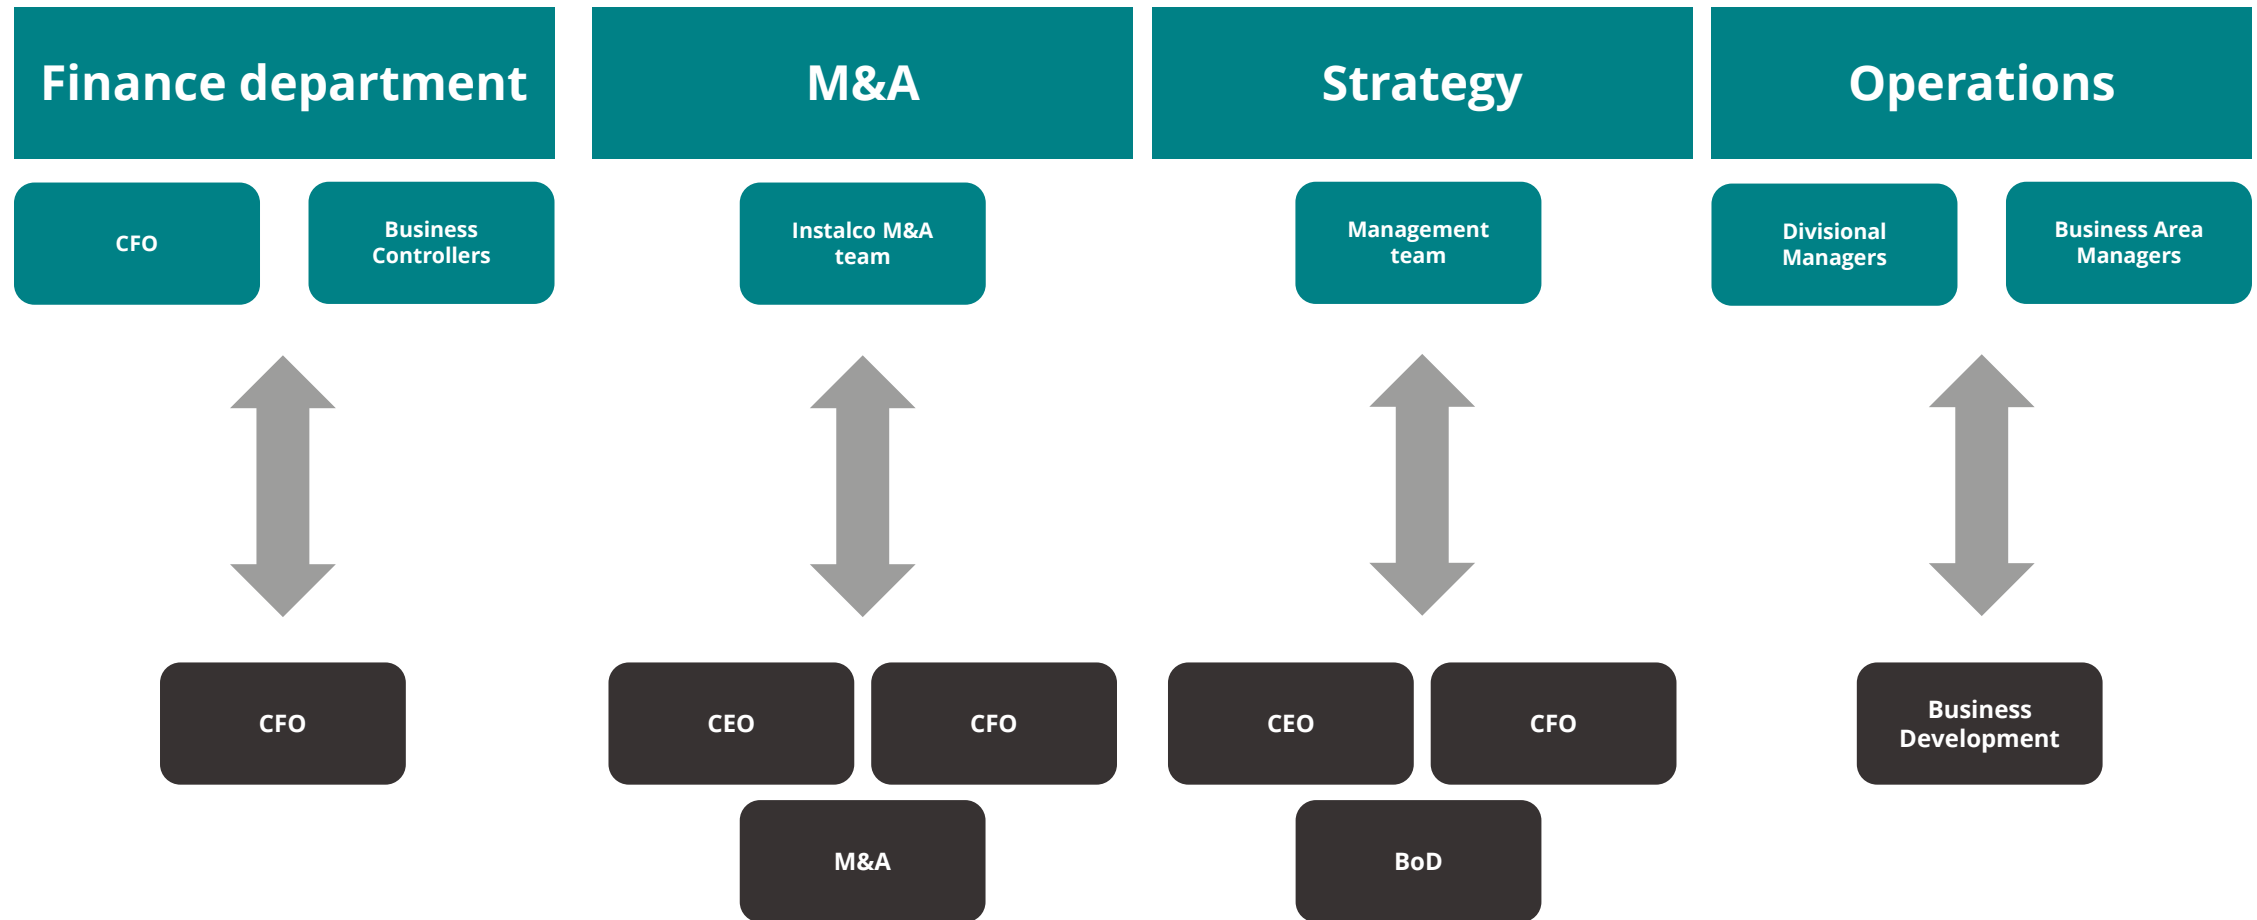 Finance department
M&A
Strategy
Operations
CFO
Business
Controllers
Instalco M&A
team
Management
team
Divisional
Managers
Business Area
Managers
CFO
CEO
CFO
CEO
CFO
Business
Development
M&A
BoD